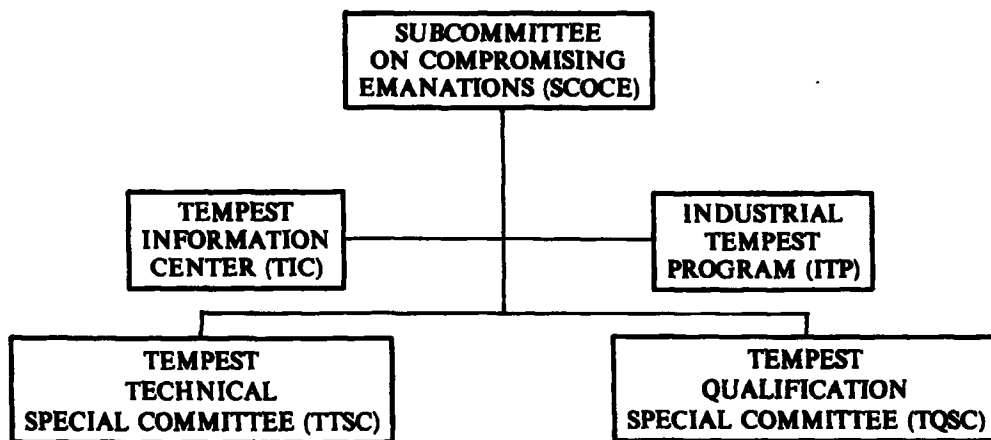 SUBCOMMITTEE
ON COMPROMISING
EMANATIONS (SCOCE)
TEMPEST
INFORMATION
CENTER (TIC)
INDUSTRIAL
TEMPEST
PROGRAM (ITP)
TEMPEST
TECHNICAL
SPECIAL COMMITTEE (TTSC)
TEMPEST
QUALIFICATION
SPECIAL COMMITTEE (TQSC)